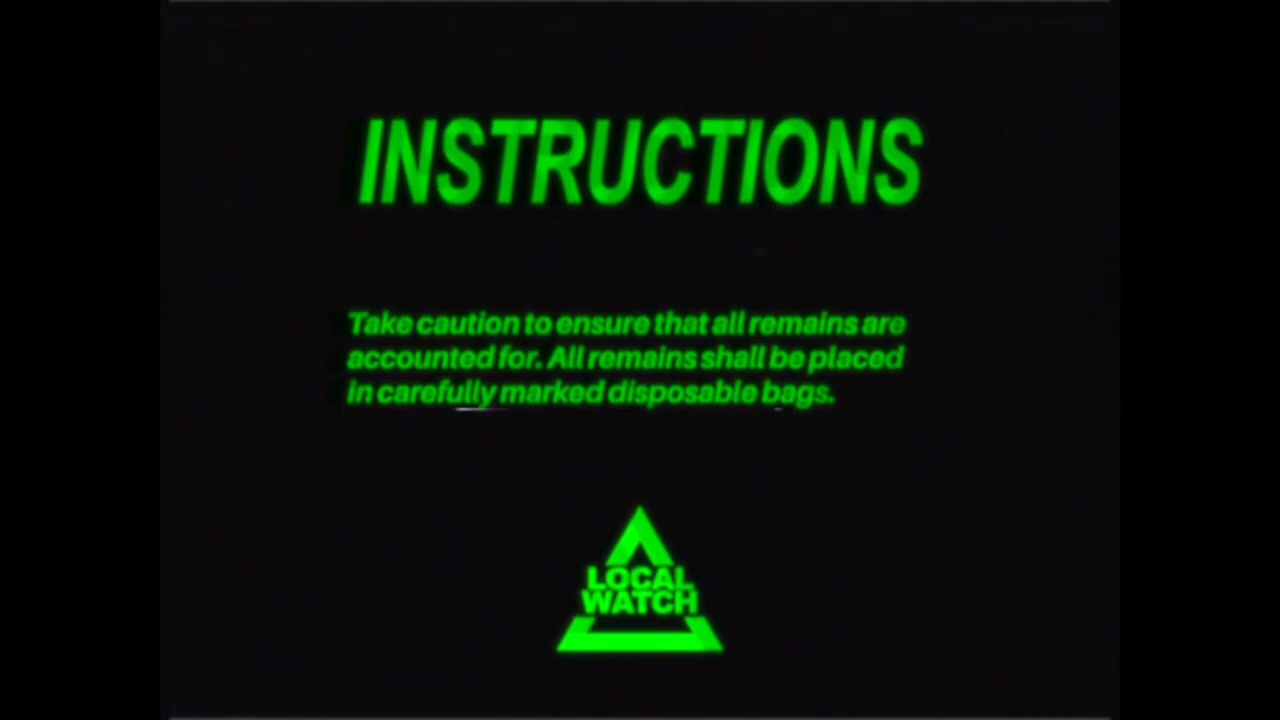 INSTRUCTIONS
Take caution to ensure that all remains are
accounted for. All remains shall be placed
in carefully marked disposable bags.
LOCAL
WATCH